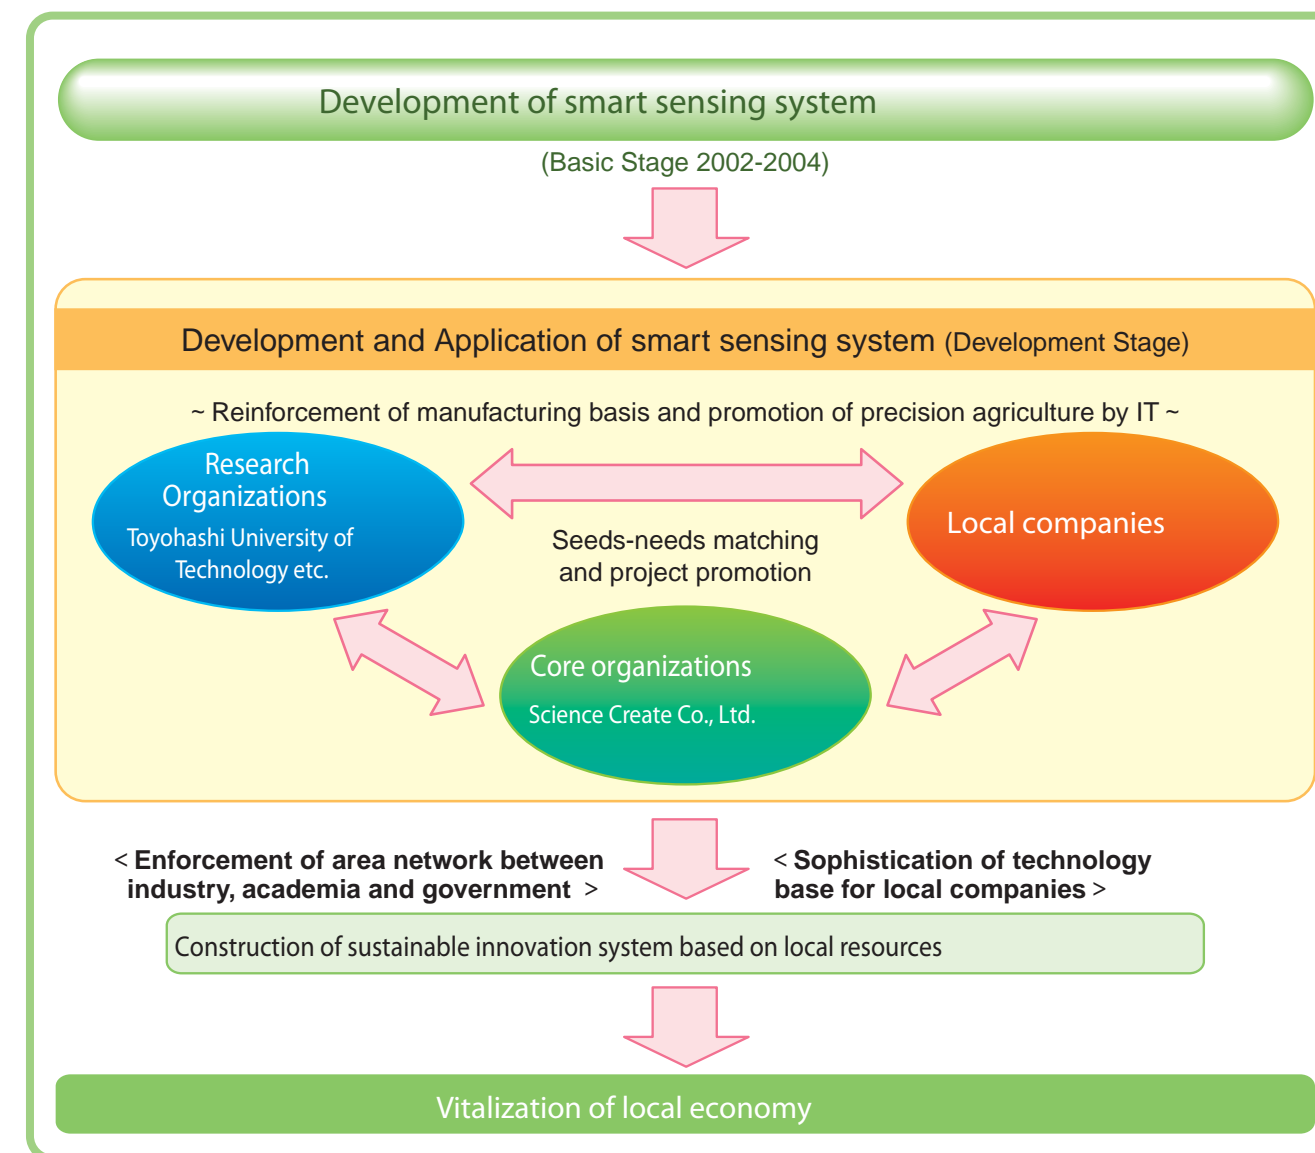 Development of smart sensing system
(Basic Stage 2002-2004)
Development and Application of smart sensing system (Development Stage)
~ Reinforcement of manufacturing basis and promotion of precision agriculture by IT ~
Research
Organizations
Toyohashi University of
Technology etc.
Local companies
Seeds-needs matching
and project promotion
Core organizations
Science Create Co., Ltd.
< Enforcement of area network between
industry, academia and government >
< Sophistication of technology
base for local companies >
Construction of sustainable innovation system based on local resources
Vitalization of local economy